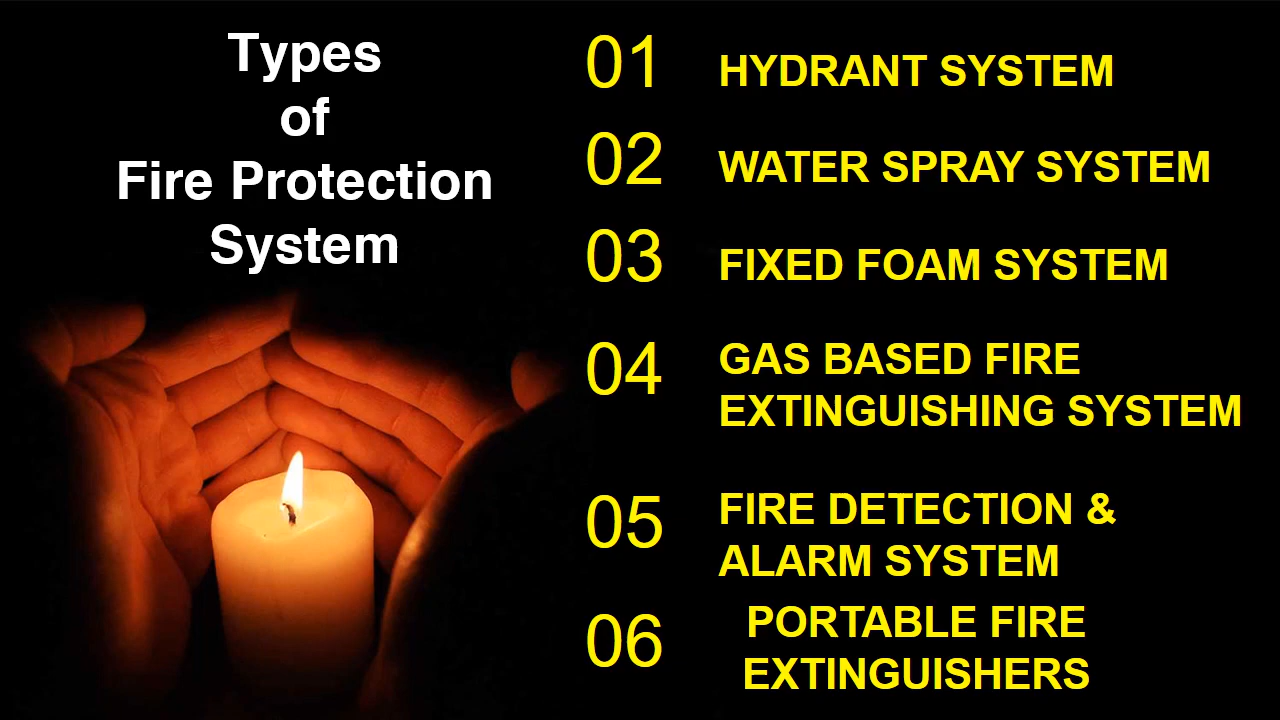 Types
of
Fire Protection
System
01 HYDRANT SYSTEM
02 WATER SPRAY SYSTEM
03 FIXED FOAM SYSTEM
04 GAS BASED FIRE
EXTINGUISHING SYSTEM
05 FIRE DETECTION &
ALARM SYSTEM
06 PORTABLE FIRE
EXTINGUISHERS